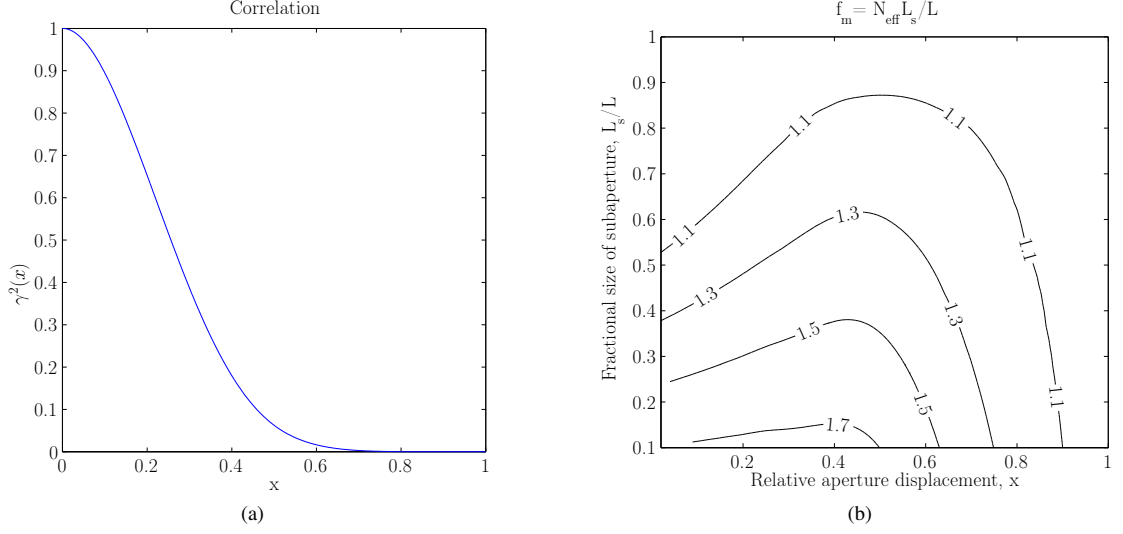 Correlation
1
0.9
0.8
0.7
0.6
0.5
0.4
0.3
0.2
0.1
0
0 0.2 0.4 0.6 0.8 1
γ²(x)
x
(a)
f_m= N_eff L_s/L
1
0.9
0.8
0.7
0.6
0.5
0.4
0.3
0.2
0.1
0.2 0.4 0.6 0.8 1
Fractional size of subaperture, L_s/L
Relative aperture displacement, x
1.1 1.1
1.1 1.1
1.1
1.3
1.3 1.3
1.5
1.5
1.7
(b)